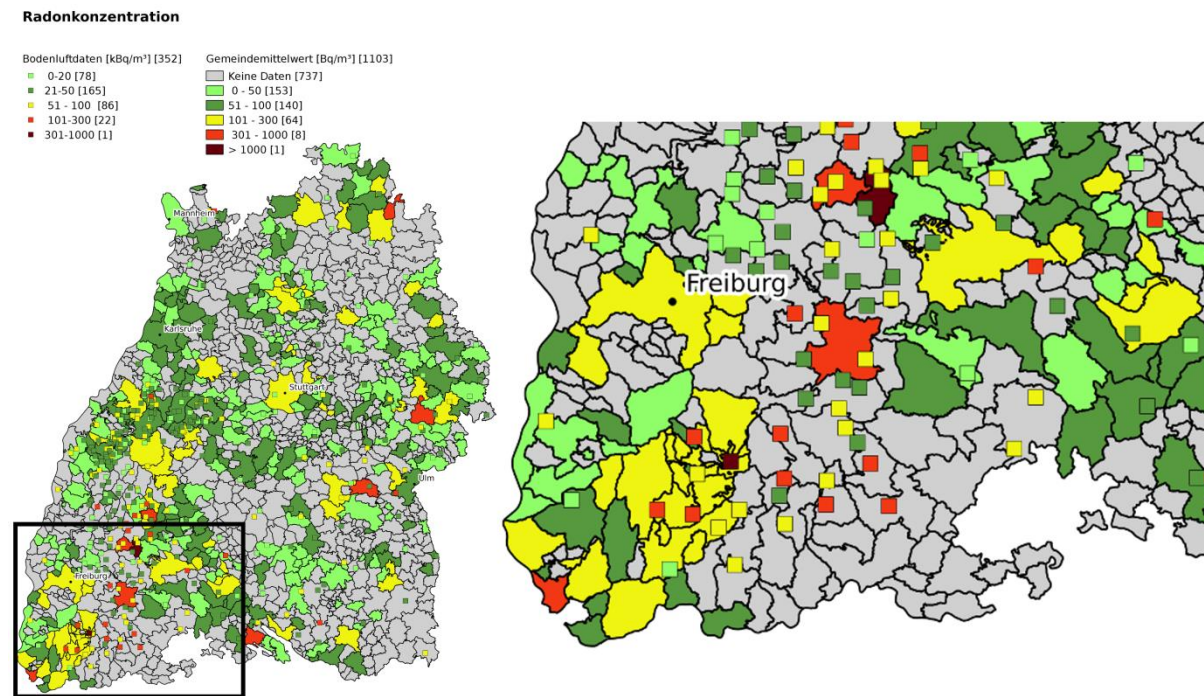 Radonkonzentration
Bodenluftdaten [kBq/m³] [352]
0-20 [78]
21-50 [165]
51 - 100 [86]
101-300 [22]
301-1000 [1]
Gemeindemittelwert [Bq/m³] [1103]
Keine Daten [737]
0 - 50 [153]
51 - 100 [140]
101 - 300 [64]
301 - 1000 [8]
> 1000 [1]
Mannheim
Karlsruhe
Stuttgart
Ulm
Freiburg
Freiburg